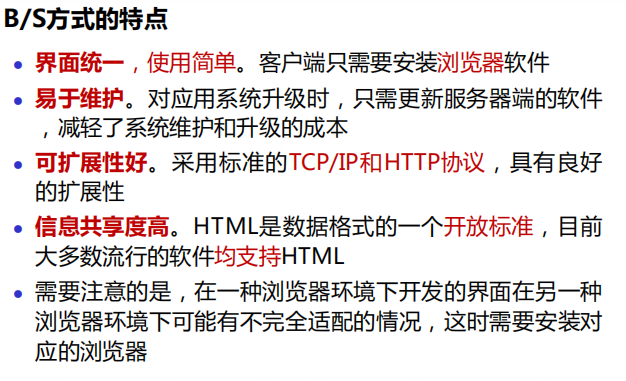 B/S方式的特点
• 界面统一，使用简单。客户端只需要安装浏览器软件
• 易于维护。对应用系统升级时，只需更新服务器端的软件
，减轻了系统维护和升级的成本
• 可扩展性好。采用标准的TCP/IP和HTTP协议，具有良好
的扩展性
• 信息共享度高。HTML是数据格式的一个开放标准，目前
大多数流行的软件均支持HTML
• 需要注意的是，在一种浏览器环境下开发的界面在另一种
浏览器环境下可能有不完全适配的情况，这时需要安装对
应的浏览器